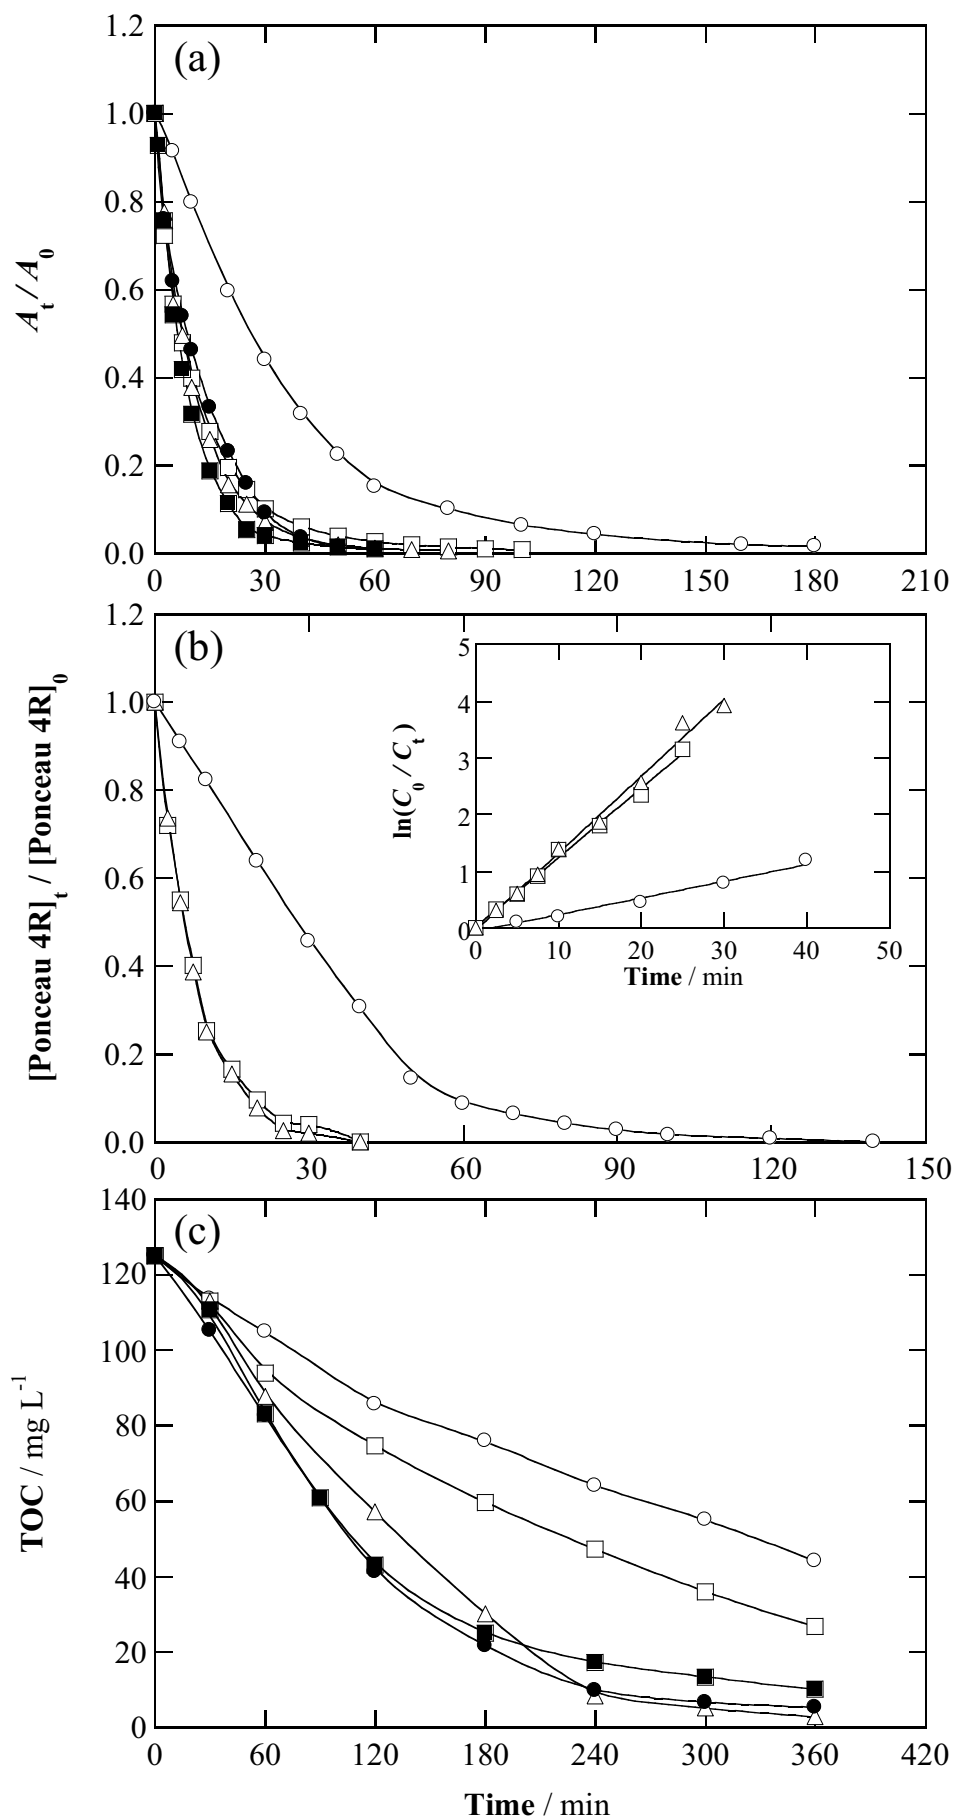 1.2
(a)
1.0
0.8
0.6
0.4
0.2
0.0
A_t / A_0
0 30 60 90 120 150 180 210
1.2
(b)
1.0
0.8
0.6
0.4
0.2
0.0
[Ponceau 4R]_t / [Ponceau 4R]_0
5
4
3
2
1
0
ln(C_0 / C_t)
0 10 20 30 40 50
Time / min
0 30 60 90 120 150
140
(c)
120
100
80
60
40
20
0
TOC / mg L^-1
0 60 120 180 240 300 360 420
Time / min